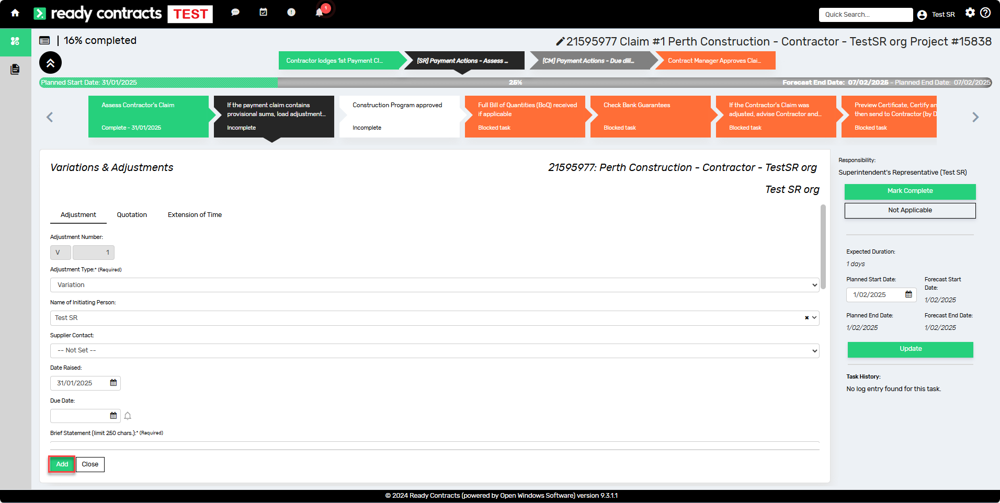 ready contracts TEST
1
Quick Search...
Test SR
16% completed
21595977 Claim #1 Perth Construction - Contractor - TestSR org Project #15838
Contractor lodges 1st Payment Cl...
[SR] Payment Actions - Assess ...
[CM] Payment Actions - Due dili...
Contract Manager Approves Clai...
Planned Start Date: 31/01/2025
25%
Forecast End Date: 07/02/2025 - Planned End Date: 07/02/2025
Assess Contractor's Claim
Complete - 31/01/2025
If the payment claim contains
provisional sums, load adjustment...
Incomplete
Construction Program approved
Incomplete
Full Bill of Quantities (BoQ) received
if applicable
Blocked task
Check Bank Guarantees
Blocked task
If the Contractor's Claim was
adjusted, advise Contractor and...
Blocked task
Preview Certificate, Certify an
then send to Contractor (by D
Blocked task
Variations & Adjustments
21595977: Perth Construction - Contractor - TestSR org
Test SR org
Adjustment
Quotation
Extension of Time
Adjustment Number:
V
1
Adjustment Type:* (Required)
Variation
Name of Initiating Person:
Test SR
Supplier Contact:
-- Not Set --
Date Raised:
31/01/2025
Due Date:
Brief Statement (limit 250 chars.):* (Required)
Add
Close
Responsibility:
Superintendent's Representative (Test SR)
Mark Complete
Not Applicable
Expected Duration:
1 days
Planned Start Date:
1/02/2025
Forecast Start
Date:
1/02/2025
Planned End Date:
1/02/2025
Forecast End Date:
1/02/2025
Update
Task History:
No log entry found for this task.
© 2024 Ready Contracts (powered by Open Windows Software) version 9.3.1.1